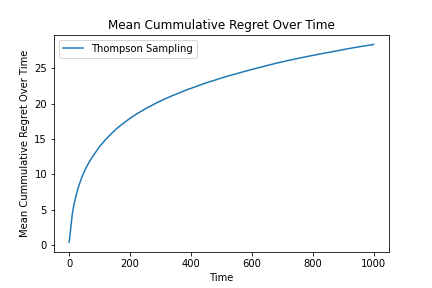 Mean Cummulative Regret Over Time
Thompson Sampling
Mean Cummulative Regret Over Time
25
20
15
10
5
0
0 200 400 600 800 1000
Time